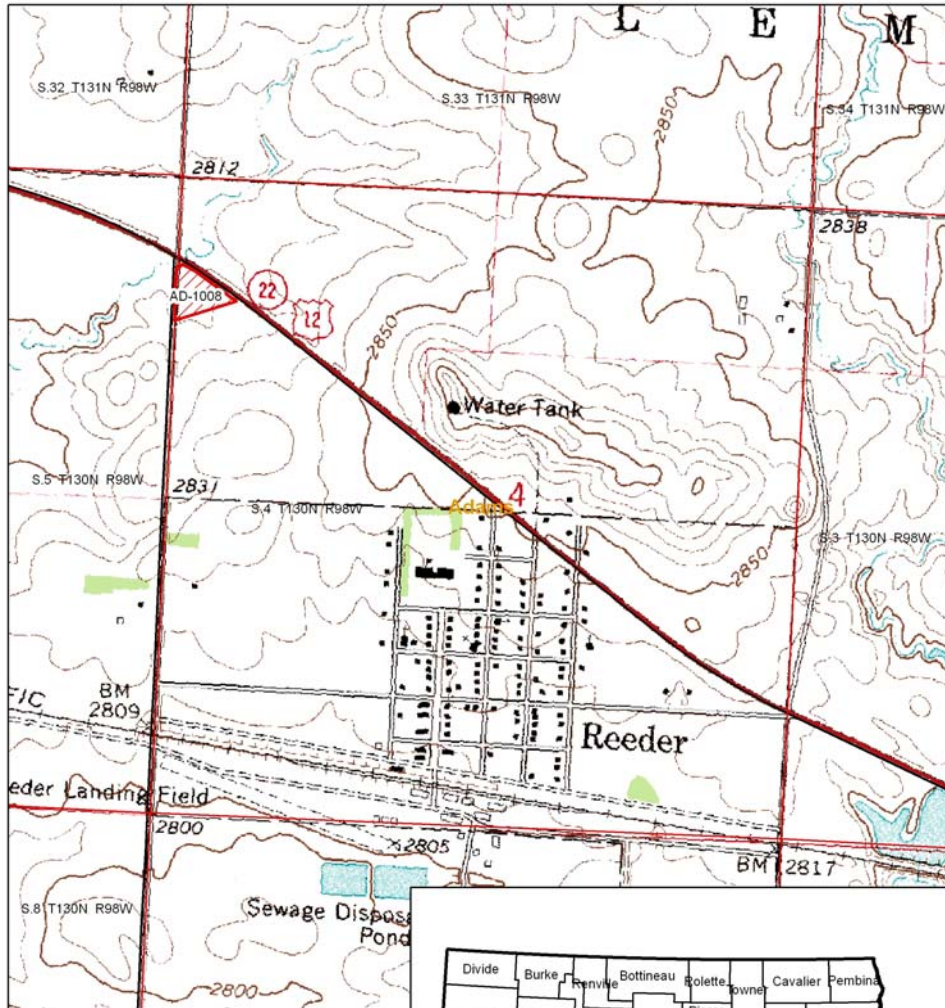 L E M
S.32 T131N R98W
S.33 T131N R98W
S.34 T131N R98W
2850
2812
2838
AD-1008
22
12
2850
Water Tank
S.5 T130N R98W
2831
S.4 T130N R98W
4
Adams
S.3 T130N R98W
2850
FIC
BM
2809
Reeder
eder Landing Field
2800
2805
BM 2817
S.8 T130N R98W
Sewage Dispos
Pond
2800
Divide
Burke
Renville
Bottineau
Rolette
Towner
Cavalier
Pembina